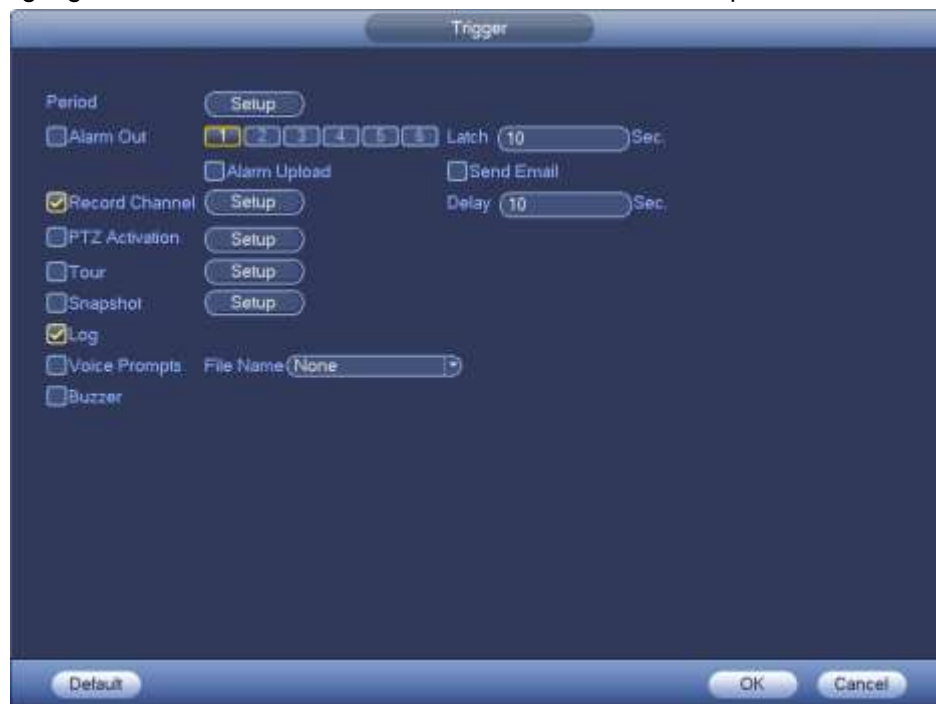 Trigger
Period Setup
Alarm Out 1 2 3 4 5 6 Latch 10 Sec.
Alarm Upload Send Email
Record Channel Setup Delay 10 Sec.
PTZ Activation Setup
Tour Setup
Snapshot Setup
Log
Voice Prompts File Name None
Buzzer
Default OK Cancel